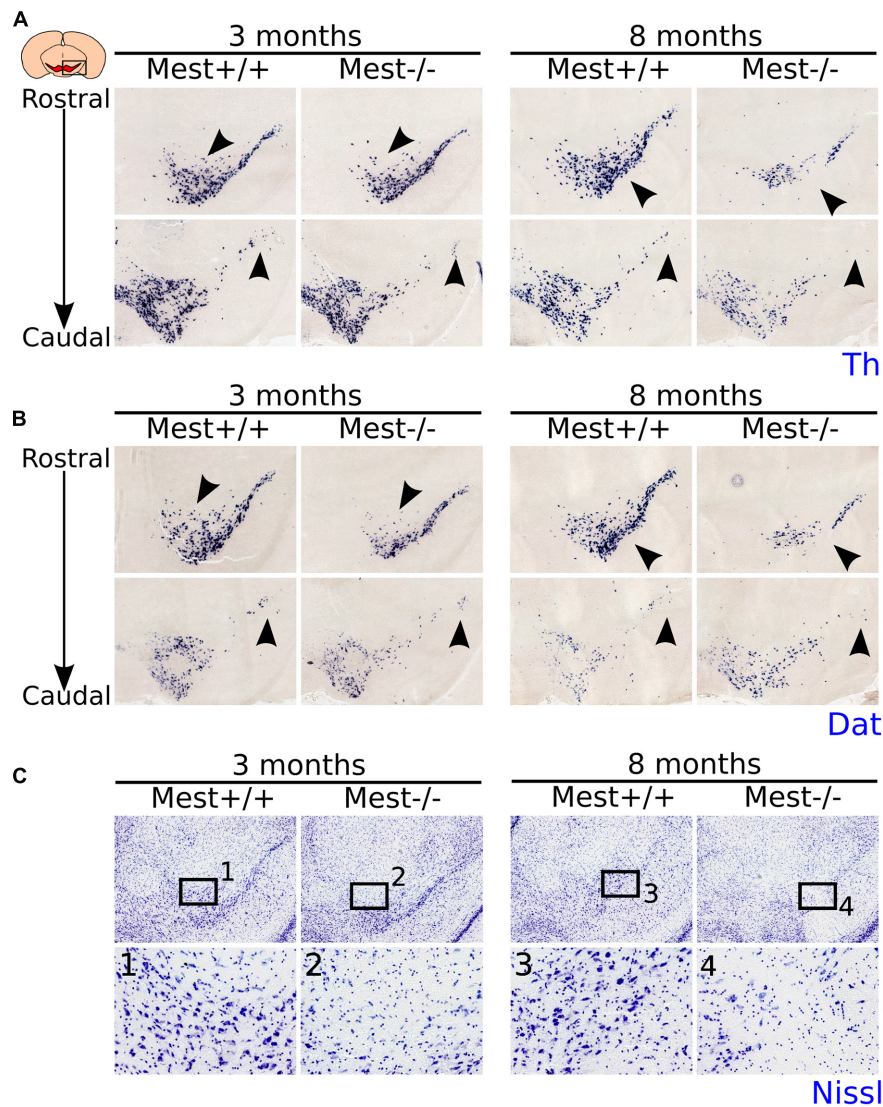 A
3 months 8 months
Mest+/+ Mest-/- Mest+/+ Mest-/-
Rostral
Caudal
Th
B
3 months 8 months
Mest+/+ Mest-/- Mest+/+ Mest-/-
Rostral
Caudal
Dat
C
3 months 8 months
Mest+/+ Mest-/- Mest+/+ Mest-/-
1 2 3 4
1 2 3 4
Nissl